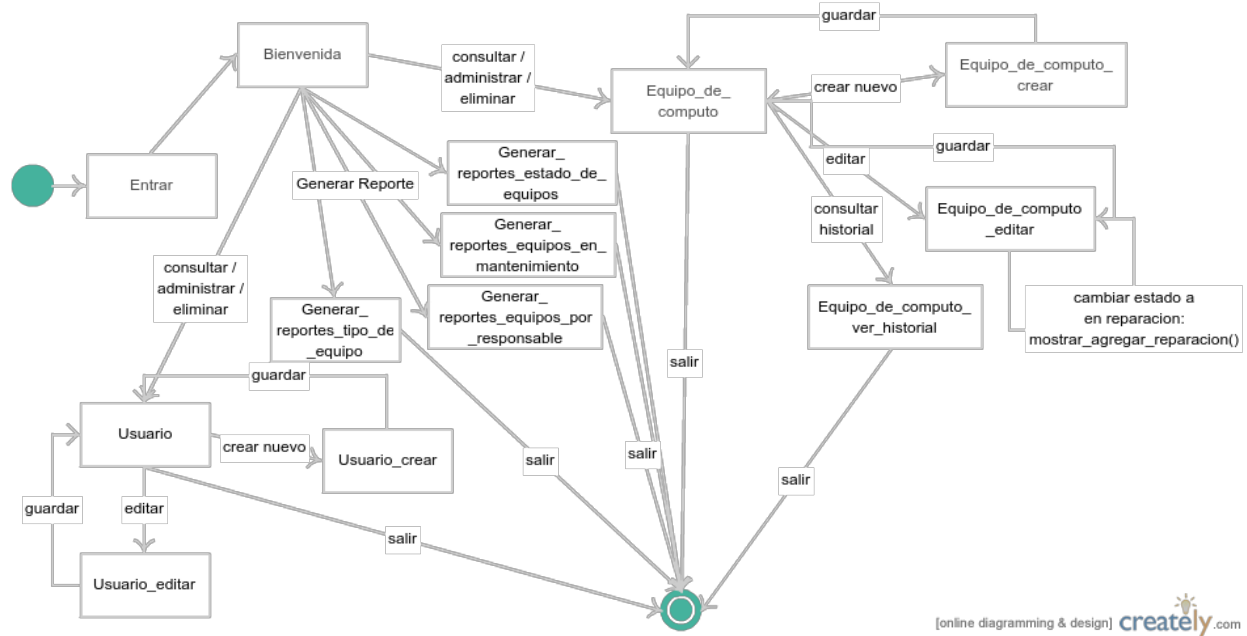 guardar
Bienvenida
consultar /
administrar /
eliminar
Equipo_de_computo_
crear
crear nuevo
Equipo_de_
computo
Entrar
Generar Reporte
Generar_
reportes_estado_de_
equipos
editar
guardar
Generar_
reportes_equipos_en_
mantenimiento
consultar
historial
Equipo_de_computo
_editar
consultar /
administrar /
eliminar
Generar_
reportes_tipo_de
_equipo
Generar_
reportes_equipos_por
_responsable
Equipo_de_computo_
ver_historial
cambiar estado a
en reparacion:
mostrar_agregar_reparacion()
salir
guardar
Usuario
crear nuevo
Usuario_crear
salir
salir
salir
guardar
editar
salir
Usuario_editar
[online diagramming & design] creately.com